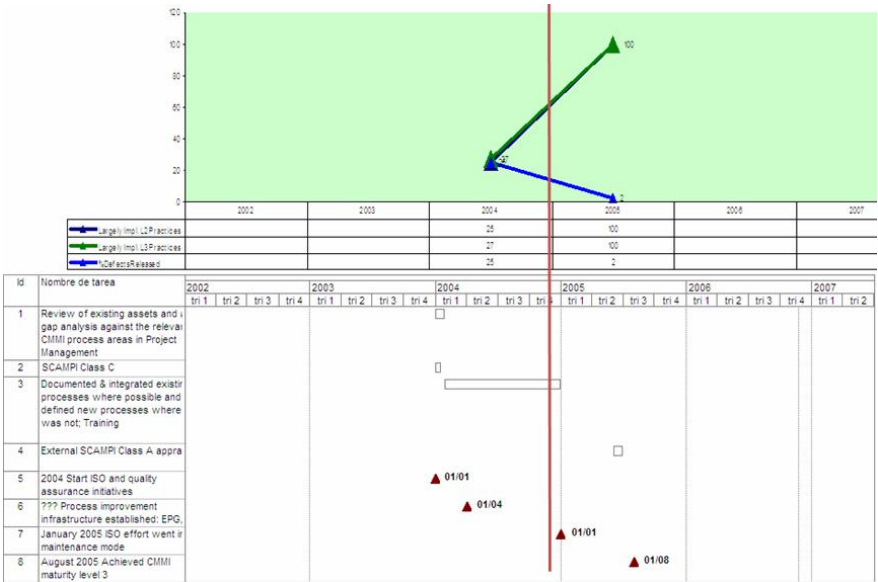 120
100
100
80
60
40
20
27
2
0
2002 2003 2004 2005 2006 2007
Largely Impl. L2Practices 25 100
Largely Impl. L3 Practices 27 100
%DefectsReleased 25 2
Id Nombre de tarea 2002 2003 2004 2005 2006 2007
tri 1 tri 2 tri 3 tri 4 tri 1 tri 2 tri 3 tri 4 tri 1 tri 2 tri 3 tri 4 tri 1 tri 2 tri 3 tri 4 tri 1 tri 2 tri 3 tri 4 tri 1 tri 2
1 Review of existing assets and
gap analysis against the releva
CMMI process areas in Project
Management
2 SCAMPI Class C
3 Documented & integrated existir
processes where possible and
defined new processes where
was not; Training
4 External SCAMPI Class A appra
5 2004 Start ISO and quality 01/01
assurance initiatives
6 ??? Process improvement 01/04
infrastructure established: EPG,
7 January 2005 ISO effort went ir 01/01
maintenance mode
8 August 2005 Achieved CMMI 01/08
maturity level 3